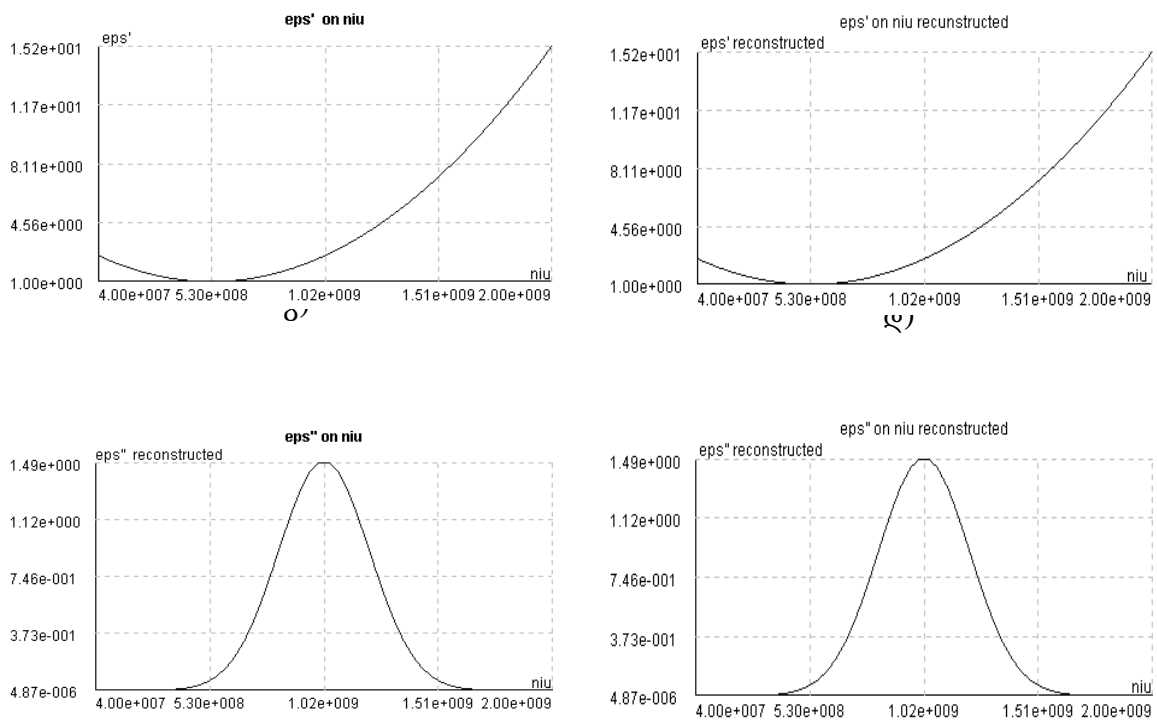 eps' on niu
eps'
1.52e+001
1.17e+001
8.11e+000
4.56e+000
1.00e+000
niu
4.00e+007 5.30e+008 1.02e+009 1.51e+009 2.00e+009
eps' on niu recunstructed
eps' reconstructed
1.52e+001
1.17e+001
8.11e+000
4.56e+000
1.00e+000
niu
4.00e+007 5.30e+008 1.02e+009 1.51e+009 2.00e+009
eps'' on niu
eps'' reconstructed
1.49e+000
1.12e+000
7.46e-001
3.73e-001
4.87e-006
niu
4.00e+007 5.30e+008 1.02e+009 1.51e+009 2.00e+009
eps'' on niu reconstructed
eps'' reconstructed
1.49e+000
1.12e+000
7.46e-001
3.73e-001
4.87e-006
niu
4.00e+007 5.30e+008 1.02e+009 1.51e+009 2.00e+009